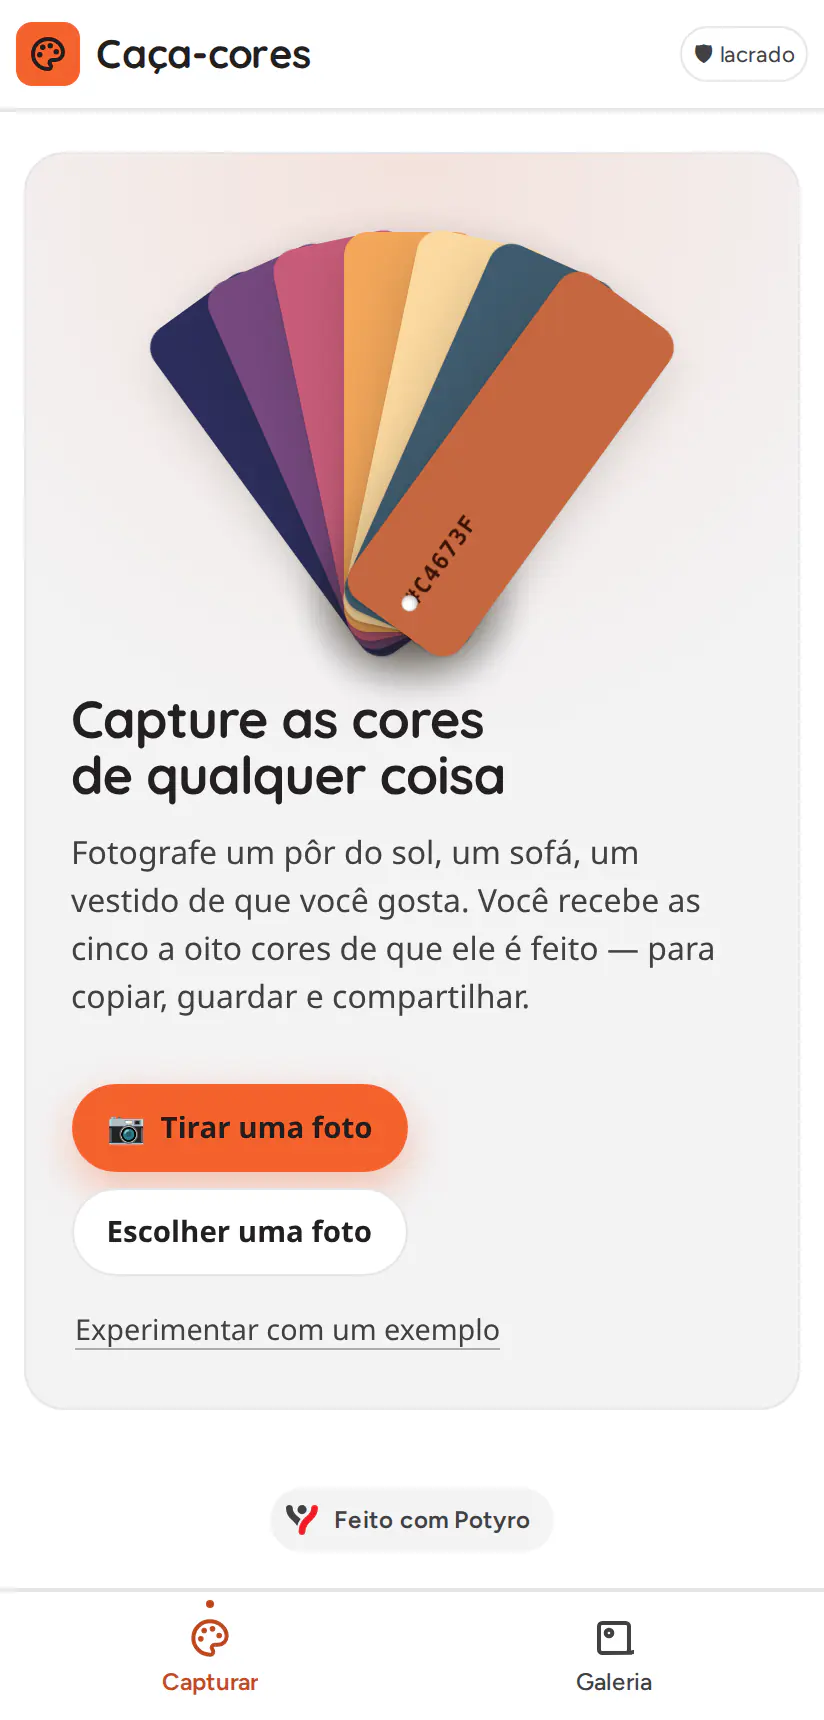 Caça-cores
lacrado
#C4673F
Capture as cores
de qualquer coisa
Fotografe um pôr do sol, um sofá, um
vestido de que você gosta. Você recebe as
cinco a oito cores de que ele é feito — para
copiar, guardar e compartilhar.
Tirar uma foto
Escolher uma foto
Experimentar com um exemplo
Feito com Potyro
Capturar
Galeria